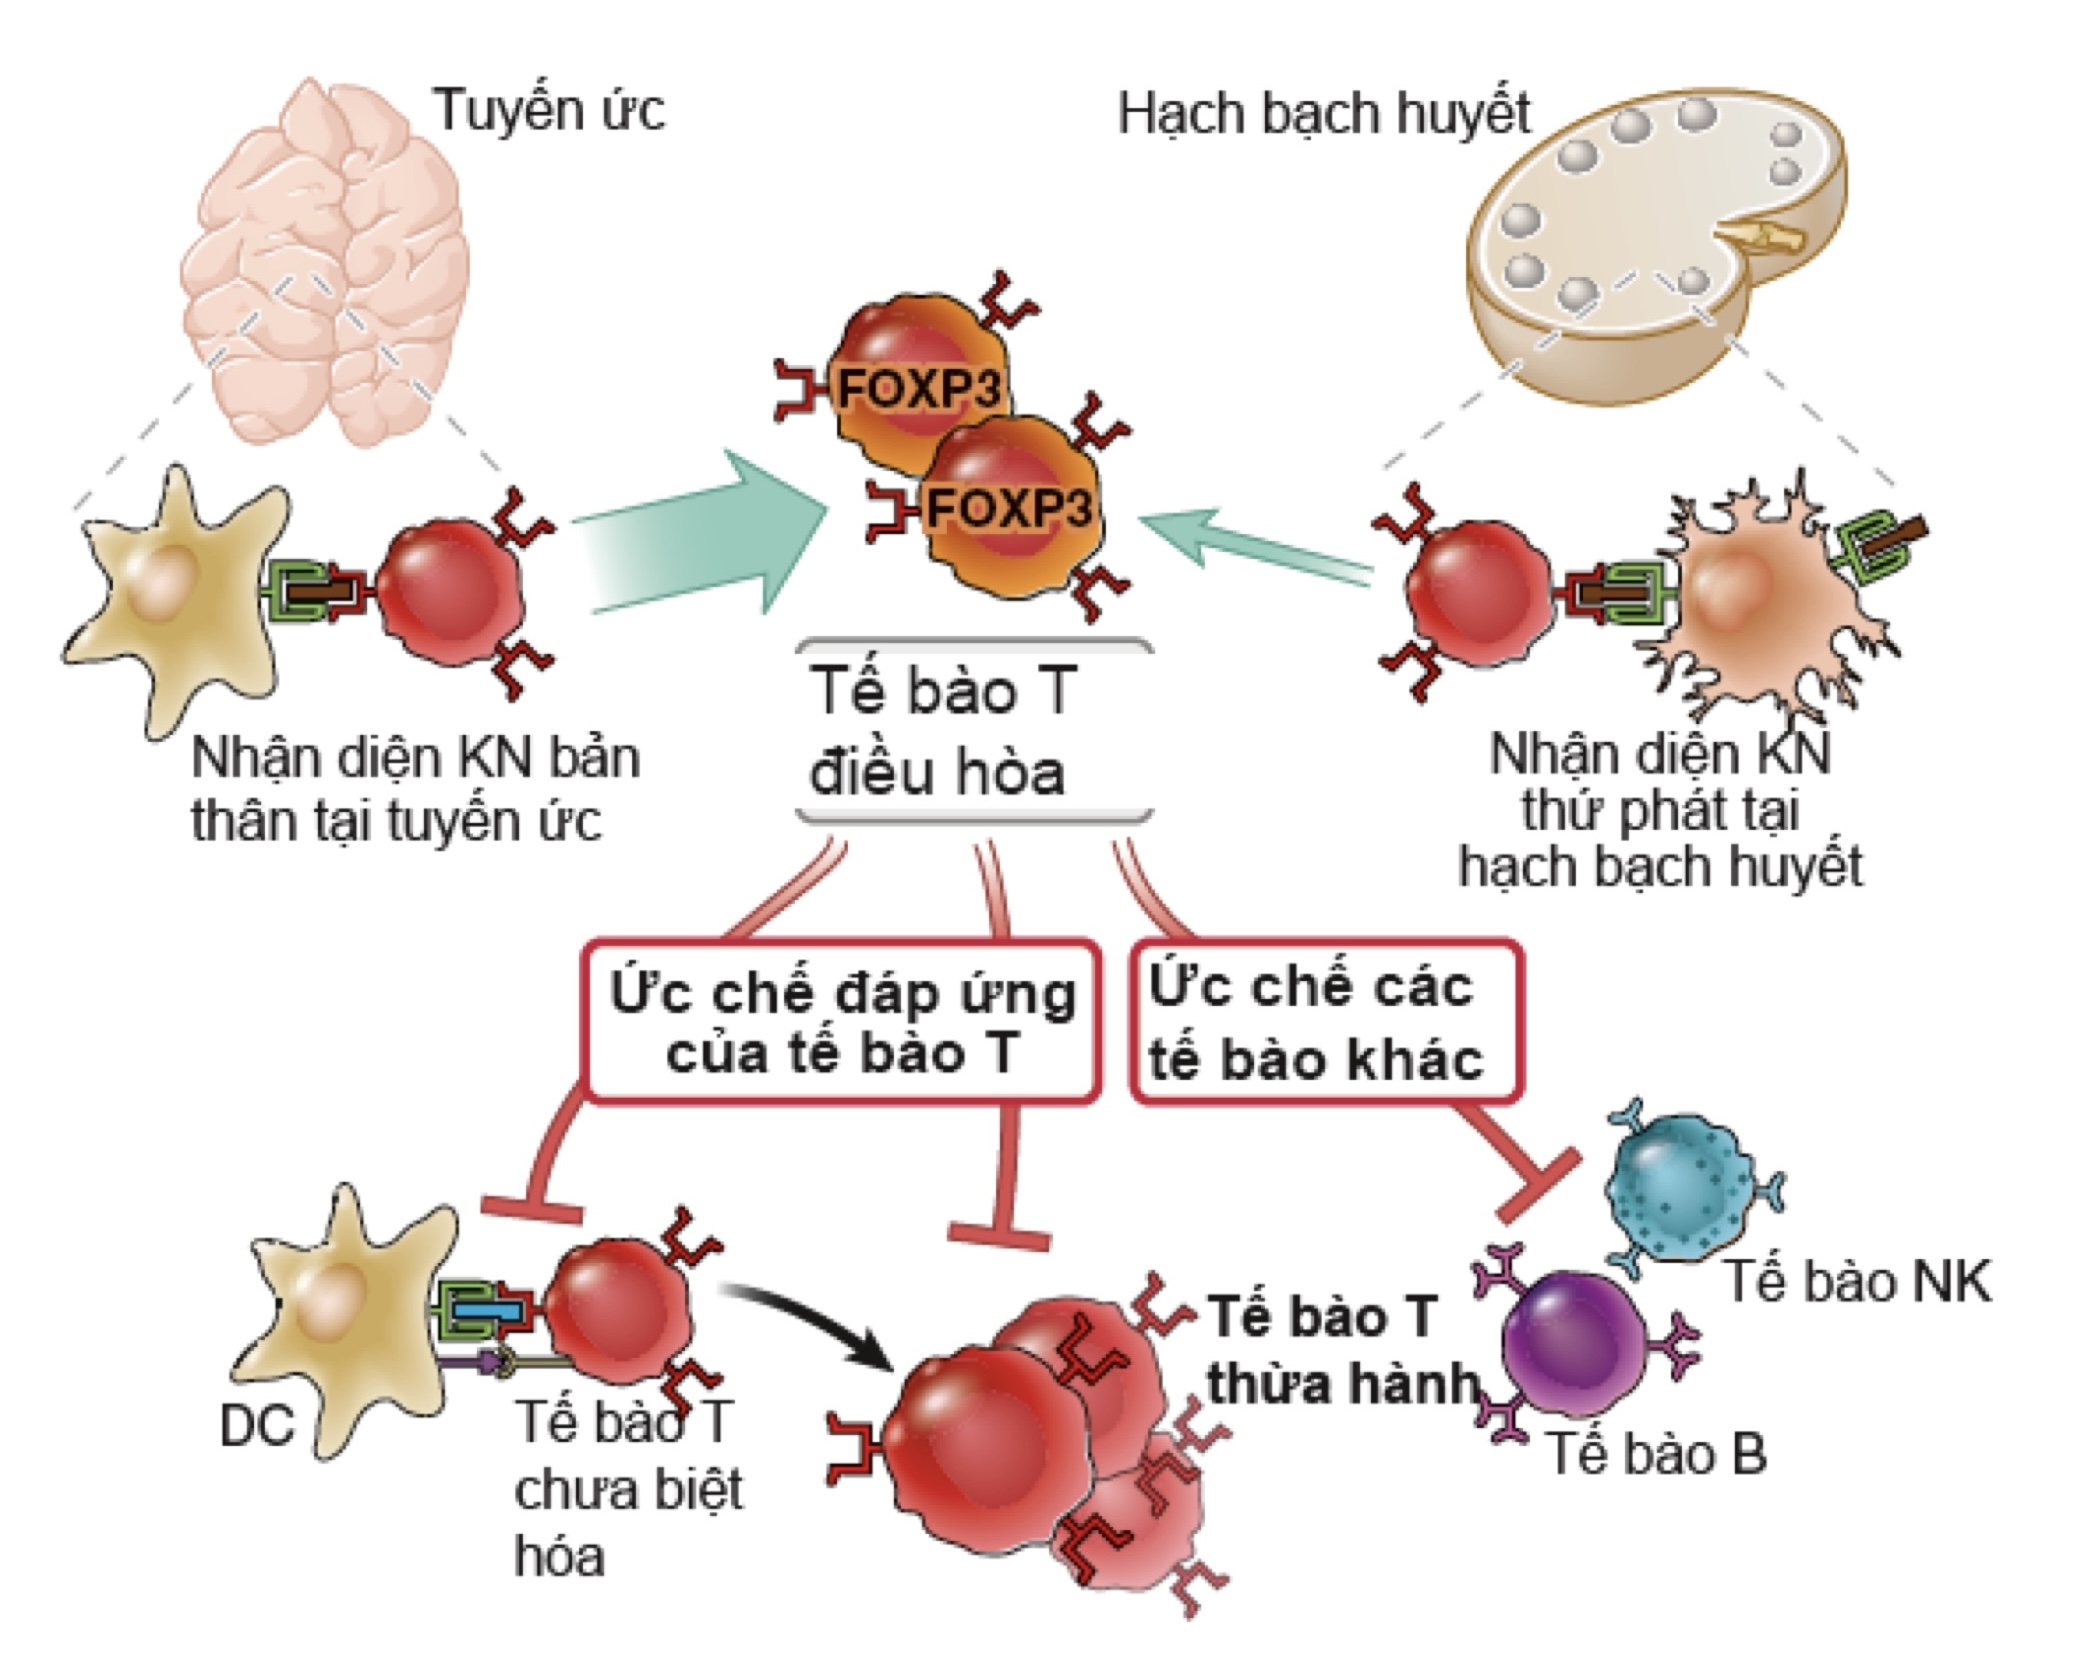 Tuyến ức
Hạch bạch huyết
FOXP3
FOXP3
Tế bào T
điều hòa
Nhận diện KN bản
thân tại tuyến ức
Nhận diện KN
thứ phát tại
hạch bạch huyết
Ức chế đáp ứng
của tế bào T
Ức chế các
tế bào khác
DC
Tế bào T
chưa biệt
hóa
Tế bào T
thừa hành
Tế bào NK
Tế bào B